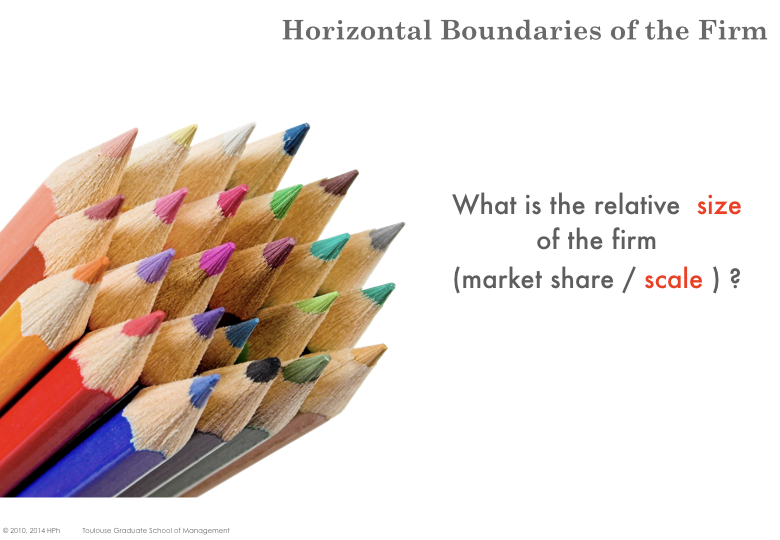 Horizontal Boundaries of the Firm
What is the relative size
of the firm
(market share / scale ) ?
© 2010, 2014 HPh Toulouse Graduate School of Management